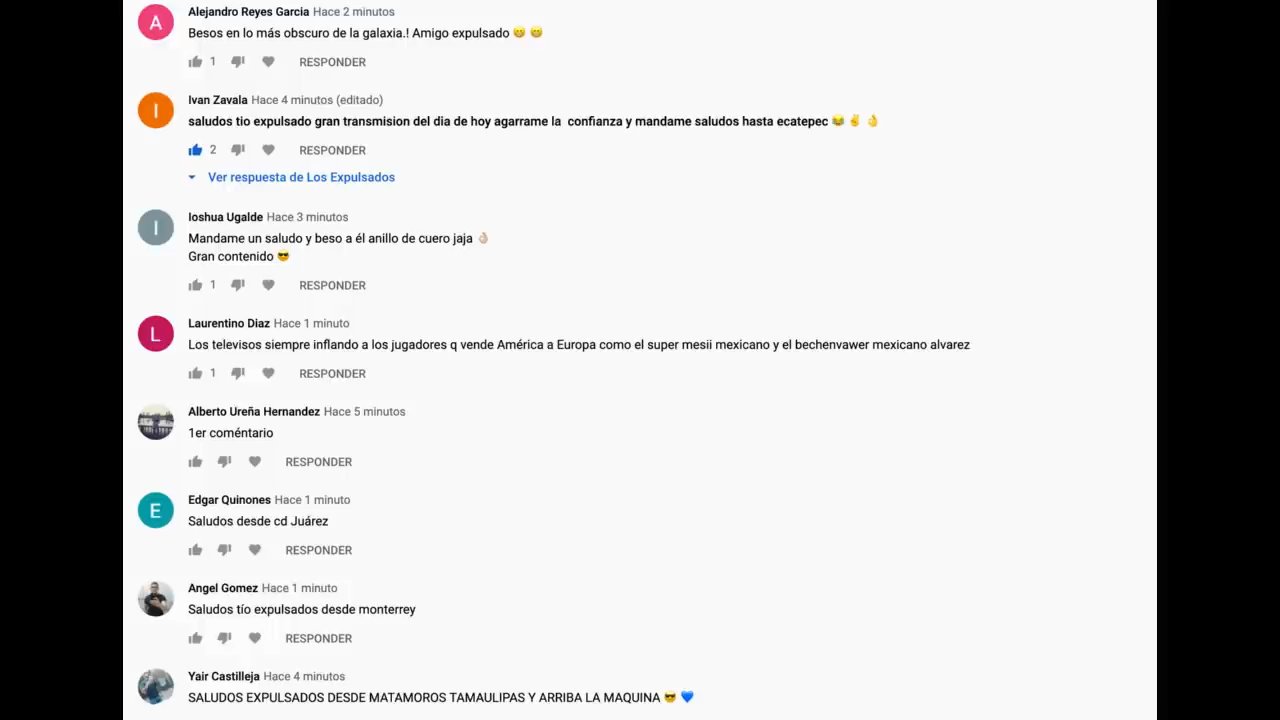 A
Alejandro Reyes Garcia Hace 2 minutos
Besos en lo más obscuro de la galaxia.! Amigo expulsado 😄 😄
1 RESPONDER
I
Ivan Zavala Hace 4 minutos (editado)
saludos tio expulsado gran transmision del dia de hoy agarrame la confianza y mandame saludos hasta ecatepec 😂 ✌ 👌
2 RESPONDER
Ver respuesta de Los Expulsados
I
Ioshua Ugalde Hace 3 minutos
Mandame un saludo y beso a él anillo de cuero jaja 👌🏻
Gran contenido 😎
1 RESPONDER
L
Laurentino Diaz Hace 1 minuto
Los televisos siempre inflando a los jugadores q vende América a Europa como el super mesii mexicano y el bechenvawer mexicano alvarez
1 RESPONDER
Alberto Ureña Hernandez Hace 5 minutos
1er coméntario
RESPONDER
E
Edgar Quinones Hace 1 minuto
Saludos desde cd Juárez
RESPONDER
Angel Gomez Hace 1 minuto
Saludos tío expulsados desde monterrey
RESPONDER
Yair Castilleja Hace 4 minutos
SALUDOS EXPULSADOS DESDE MATAMOROS TAMAULIPAS Y ARRIBA LA MAQUINA 😎 💙